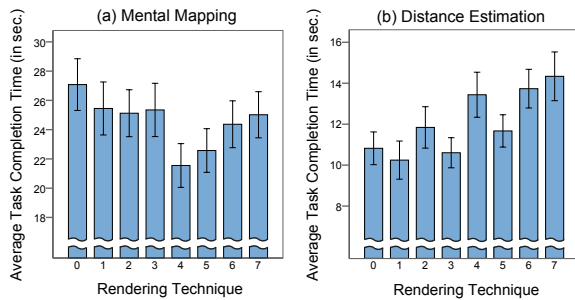 (a) Mental Mapping
Average Task Completion Time (in sec.)
30
28
26
24
22
20
18
0 1 2 3 4 5 6 7
Rendering Technique
(b) Distance Estimation
Average Task Completion Time (in sec.)
16
14
12
10
8
0 1 2 3 4 5 6 7
Rendering Technique